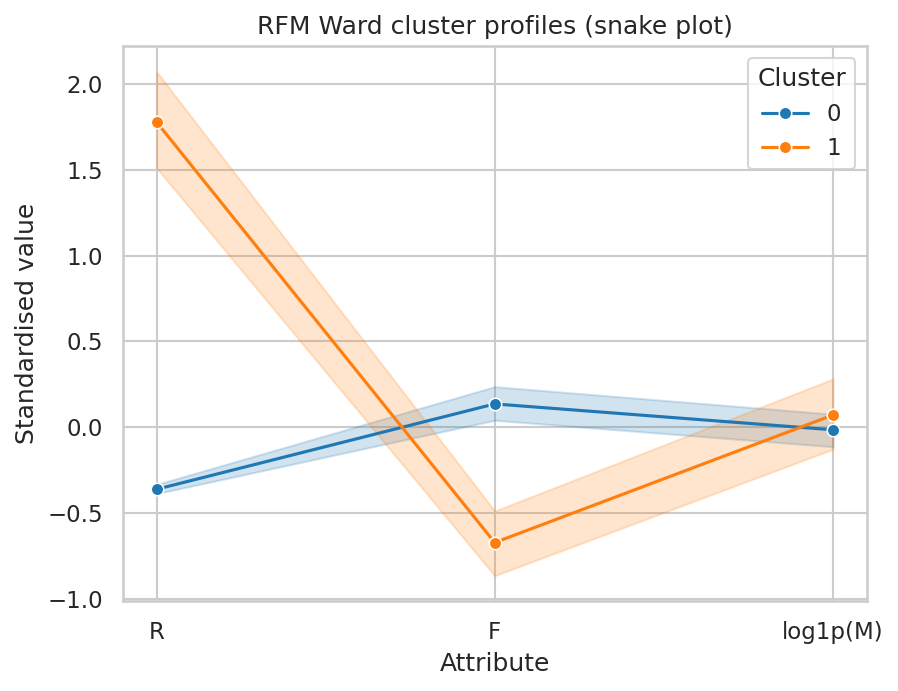 RFM Ward cluster profiles (snake plot)
Cluster
0
1
2.0
1.5
1.0
0.5
0.0
−0.5
−1.0
Standardised value
R
F
log1p(M)
Attribute